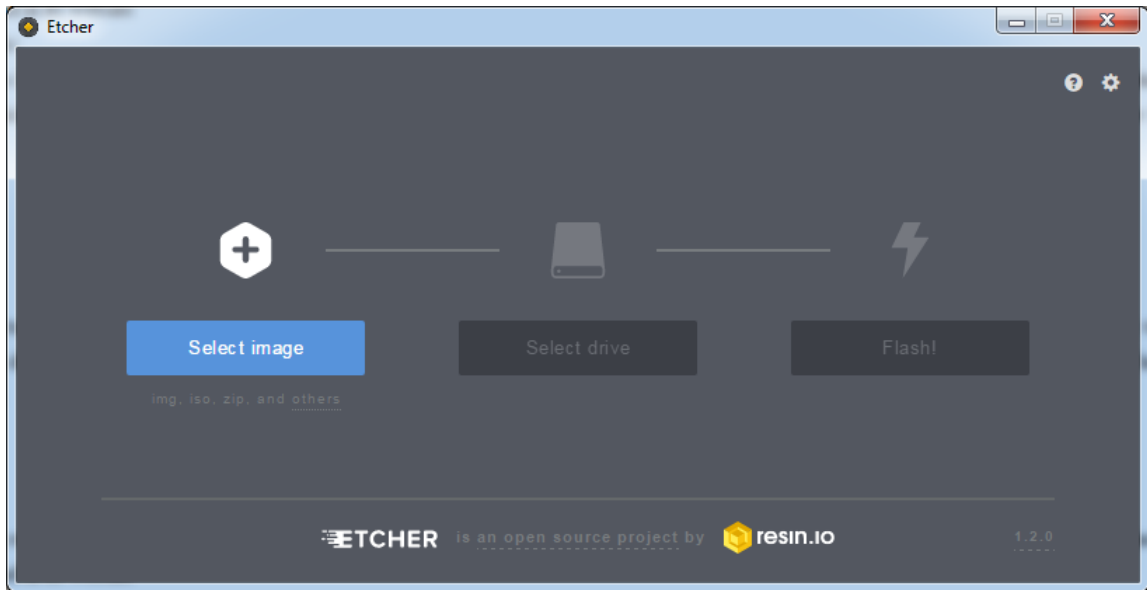 Etcher
Select image
Select drive
Flash!
img, iso, zip, and others
ETCHER is an open source project by resin.io
1.2.0